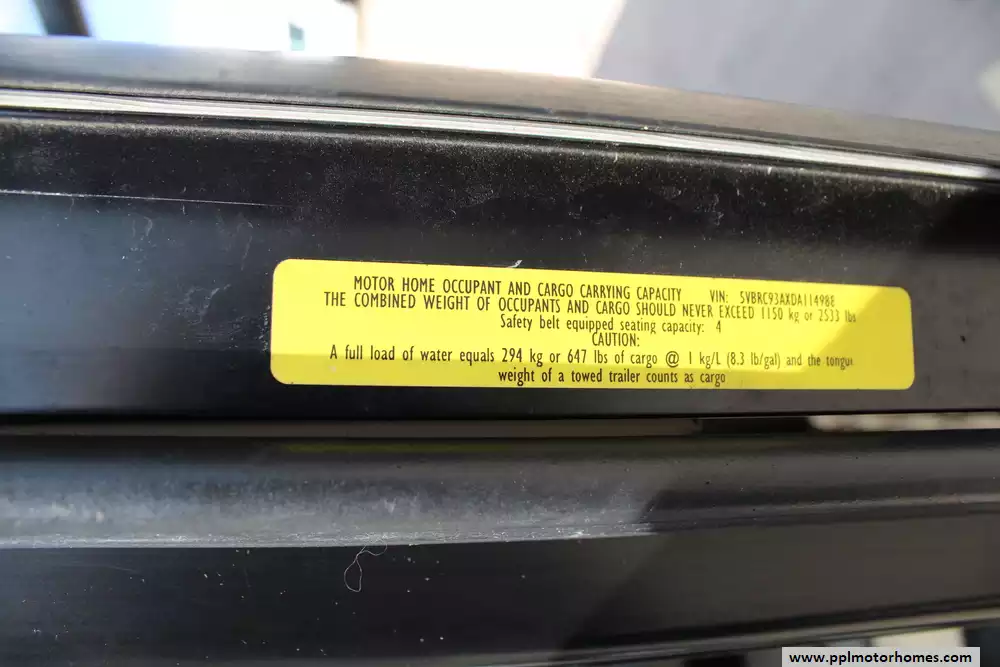 MOTOR HOME OCCUPANT AND CARGO CARRYING CAPACITY VIN: 5VBRC93AXDA114988
THE COMBINED WEIGHT OF OCCUPANTS AND CARGO SHOULD NEVER EXCEED 1150 kg or 2533 lbs
Safety belt equipped seating capacity: 4
CAUTION:
A full load of water equals 294 kg or 647 lbs of cargo @ 1 kg/L (8.3 lb/gal) and the tongue
weight of a towed trailer counts as cargo
www.pplmotorhomes.com